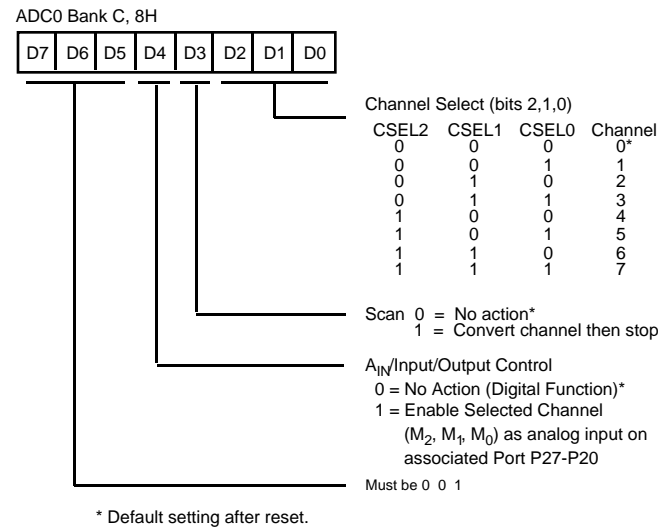 ADC0 Bank C, 8H
D7 D6 D5 D4 D3 D2 D1 D0
Channel Select (bits 2,1,0)
CSEL2 CSEL1 CSEL0 Channel
0 0 0 0*
0 0 1 1
0 1 0 2
0 1 1 3
1 0 0 4
1 0 1 5
1 1 0 6
1 1 1 7
Scan 0 = No action*
1 = Convert channel then stop
AIN/Input/Output Control
0 = No Action (Digital Function)*
1 = Enable Selected Channel
(M2, M1, M0) as analog input on
associated Port P27-P20
Must be 0 0 1
* Default setting after reset.